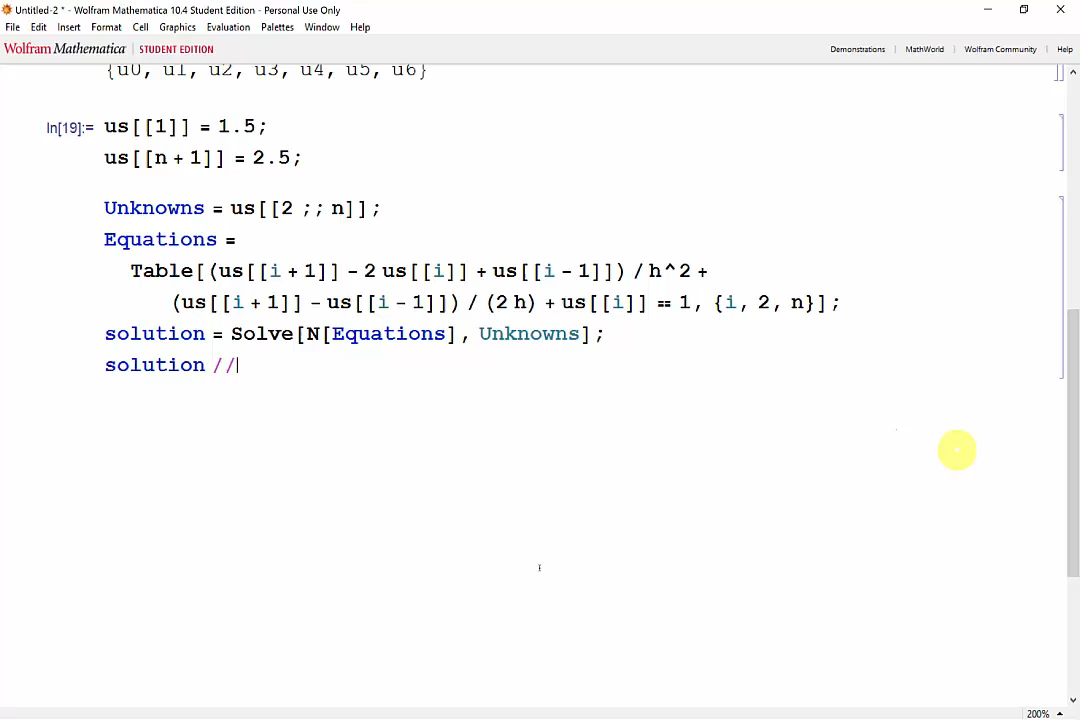 Untitled-2 * - Wolfram Mathematica 10.4 Student Edition - Personal Use Only
File Edit Insert Format Cell Graphics Evaluation Palettes Window Help
Wolfram Mathematica | STUDENT EDITION Demonstrations MathWorld Wolfram Community Help
{u0, u1, u2, u3, u4, u5, u6}
In[19]:= us[[1]] = 1.5;
us[[n + 1]] = 2.5;
Unknowns = us[[2 ;; n]];
Equations =
Table[(us[[i + 1]] - 2 us[[i]] + us[[i - 1]]) / h^2 +
(us[[i + 1]] - us[[i - 1]]) / (2 h) + us[[i]] == 1, {i, 2, n}];
solution = Solve[N[Equations], Unknowns];
solution //
200%